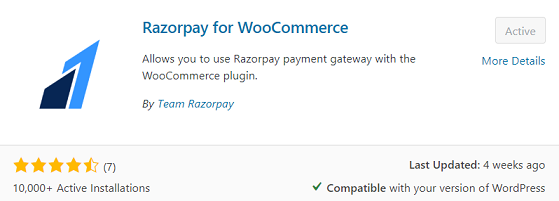 Razorpay for WooCommerce
Active
Allows you to use Razorpay payment gateway with the
WooCommerce plugin.
More Details
By Team Razorpay
(7)
Last Updated: 4 weeks ago
10,000+ Active Installations
Compatible with your version of WordPress